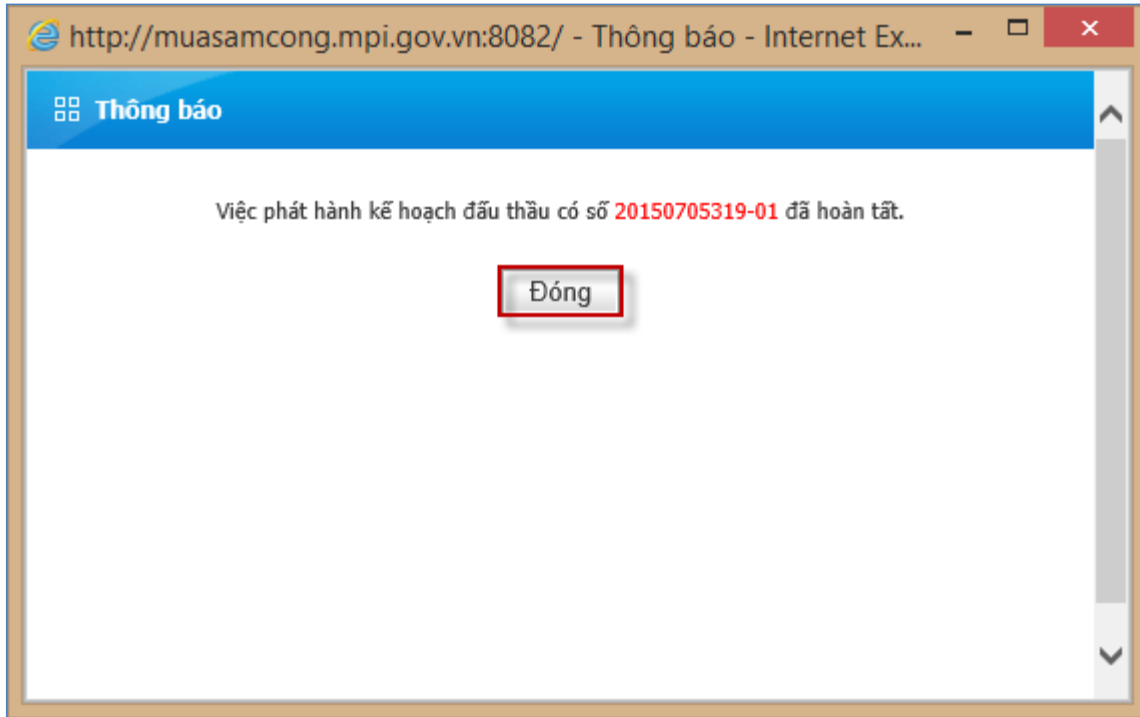 http://muasamcong.mpi.gov.vn:8082/ - Thông báo - Internet Ex...
Thông báo
Việc phát hành kế hoạch đấu thầu có số 20150705319-01 đã hoàn tất.
Đóng